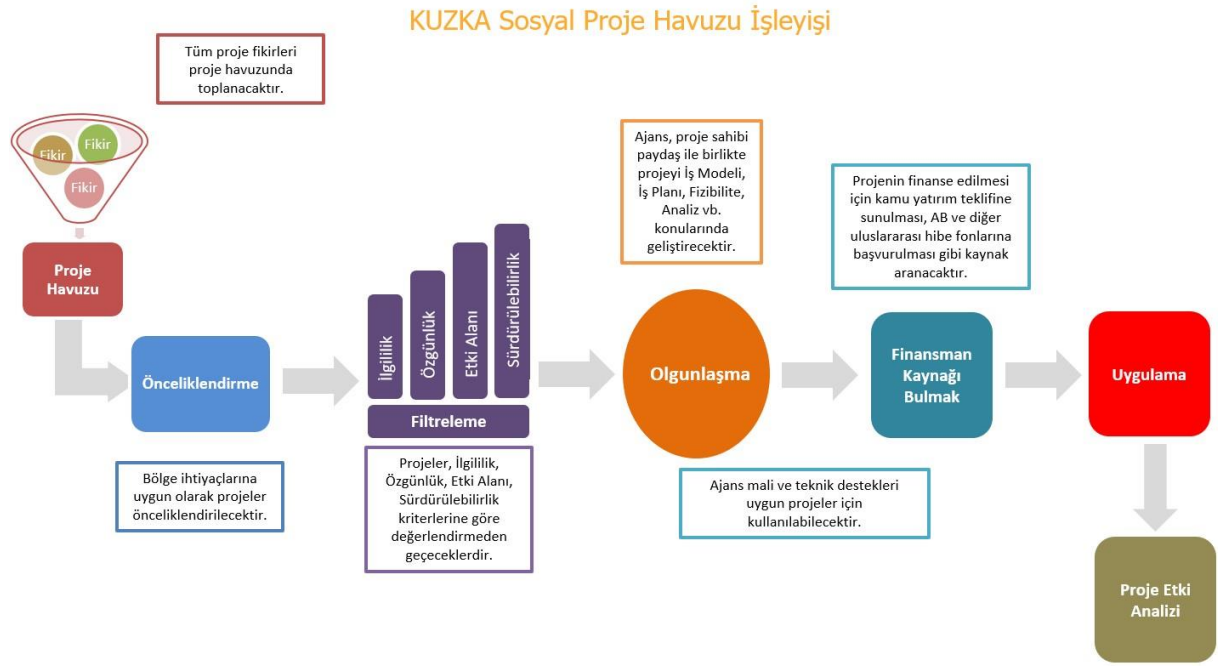 KUZKA Sosyal Proje Havuzu İşleyişi
Tüm proje fikirleri
proje havuzunda
toplanacaktır.
Fikir
Fikir
Fikir
Proje
Havuzu
Önceliklendirme
Bölge ihtiyaçlarına
uygun olarak projeler
önceliklendirilecektir.
İlgililik
Özgünlük
Etki Alanı
Sürdürülebilirlik
Filtreleme
Projeler, İlgililik,
Özgünlük, Etki Alanı,
Sürdürülebilirlik
kriterlerine göre
değerlendirmeden
geçeceklerdir.
Ajans, proje sahibi
paydaş ile birlikte
projeyi İş Modeli,
İş Planı, Fizibilite,
Analiz vb.
konularında
geliştirecektir.
Olgunlaşma
Projenin finanse edilmesi
için kamu yatırım teklifine
sunulması, AB ve diğer
uluslararası hibe fonlarına
başvurulması gibi kaynak
aranacaktır.
Finansman
Kaynağı
Bulmak
Ajans mali ve teknik destekleri
uygun projeler için
kullanılabilecektir.
Uygulama
Proje Etki
Analizi